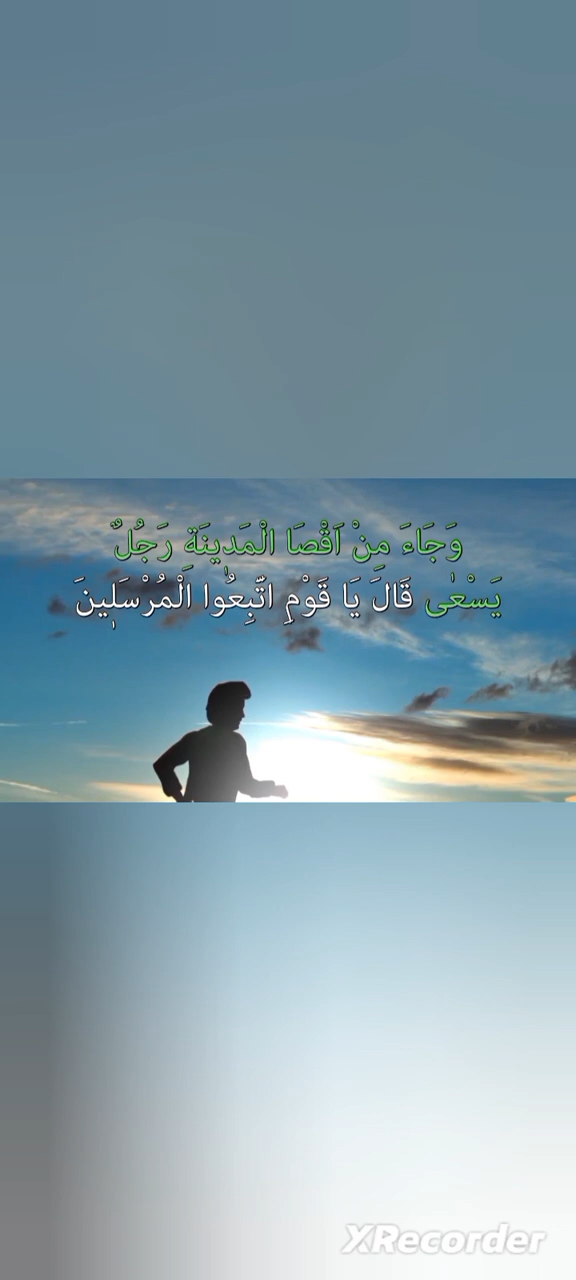 وَجَاءَ مِنْ اَقْصَا الْمَدٖينَةِ رَجُلٌ
يَسْعٰى قَالَ يَا قَوْمِ اتَّبِعُوا الْمُرْسَلٖينَ
XRecorder